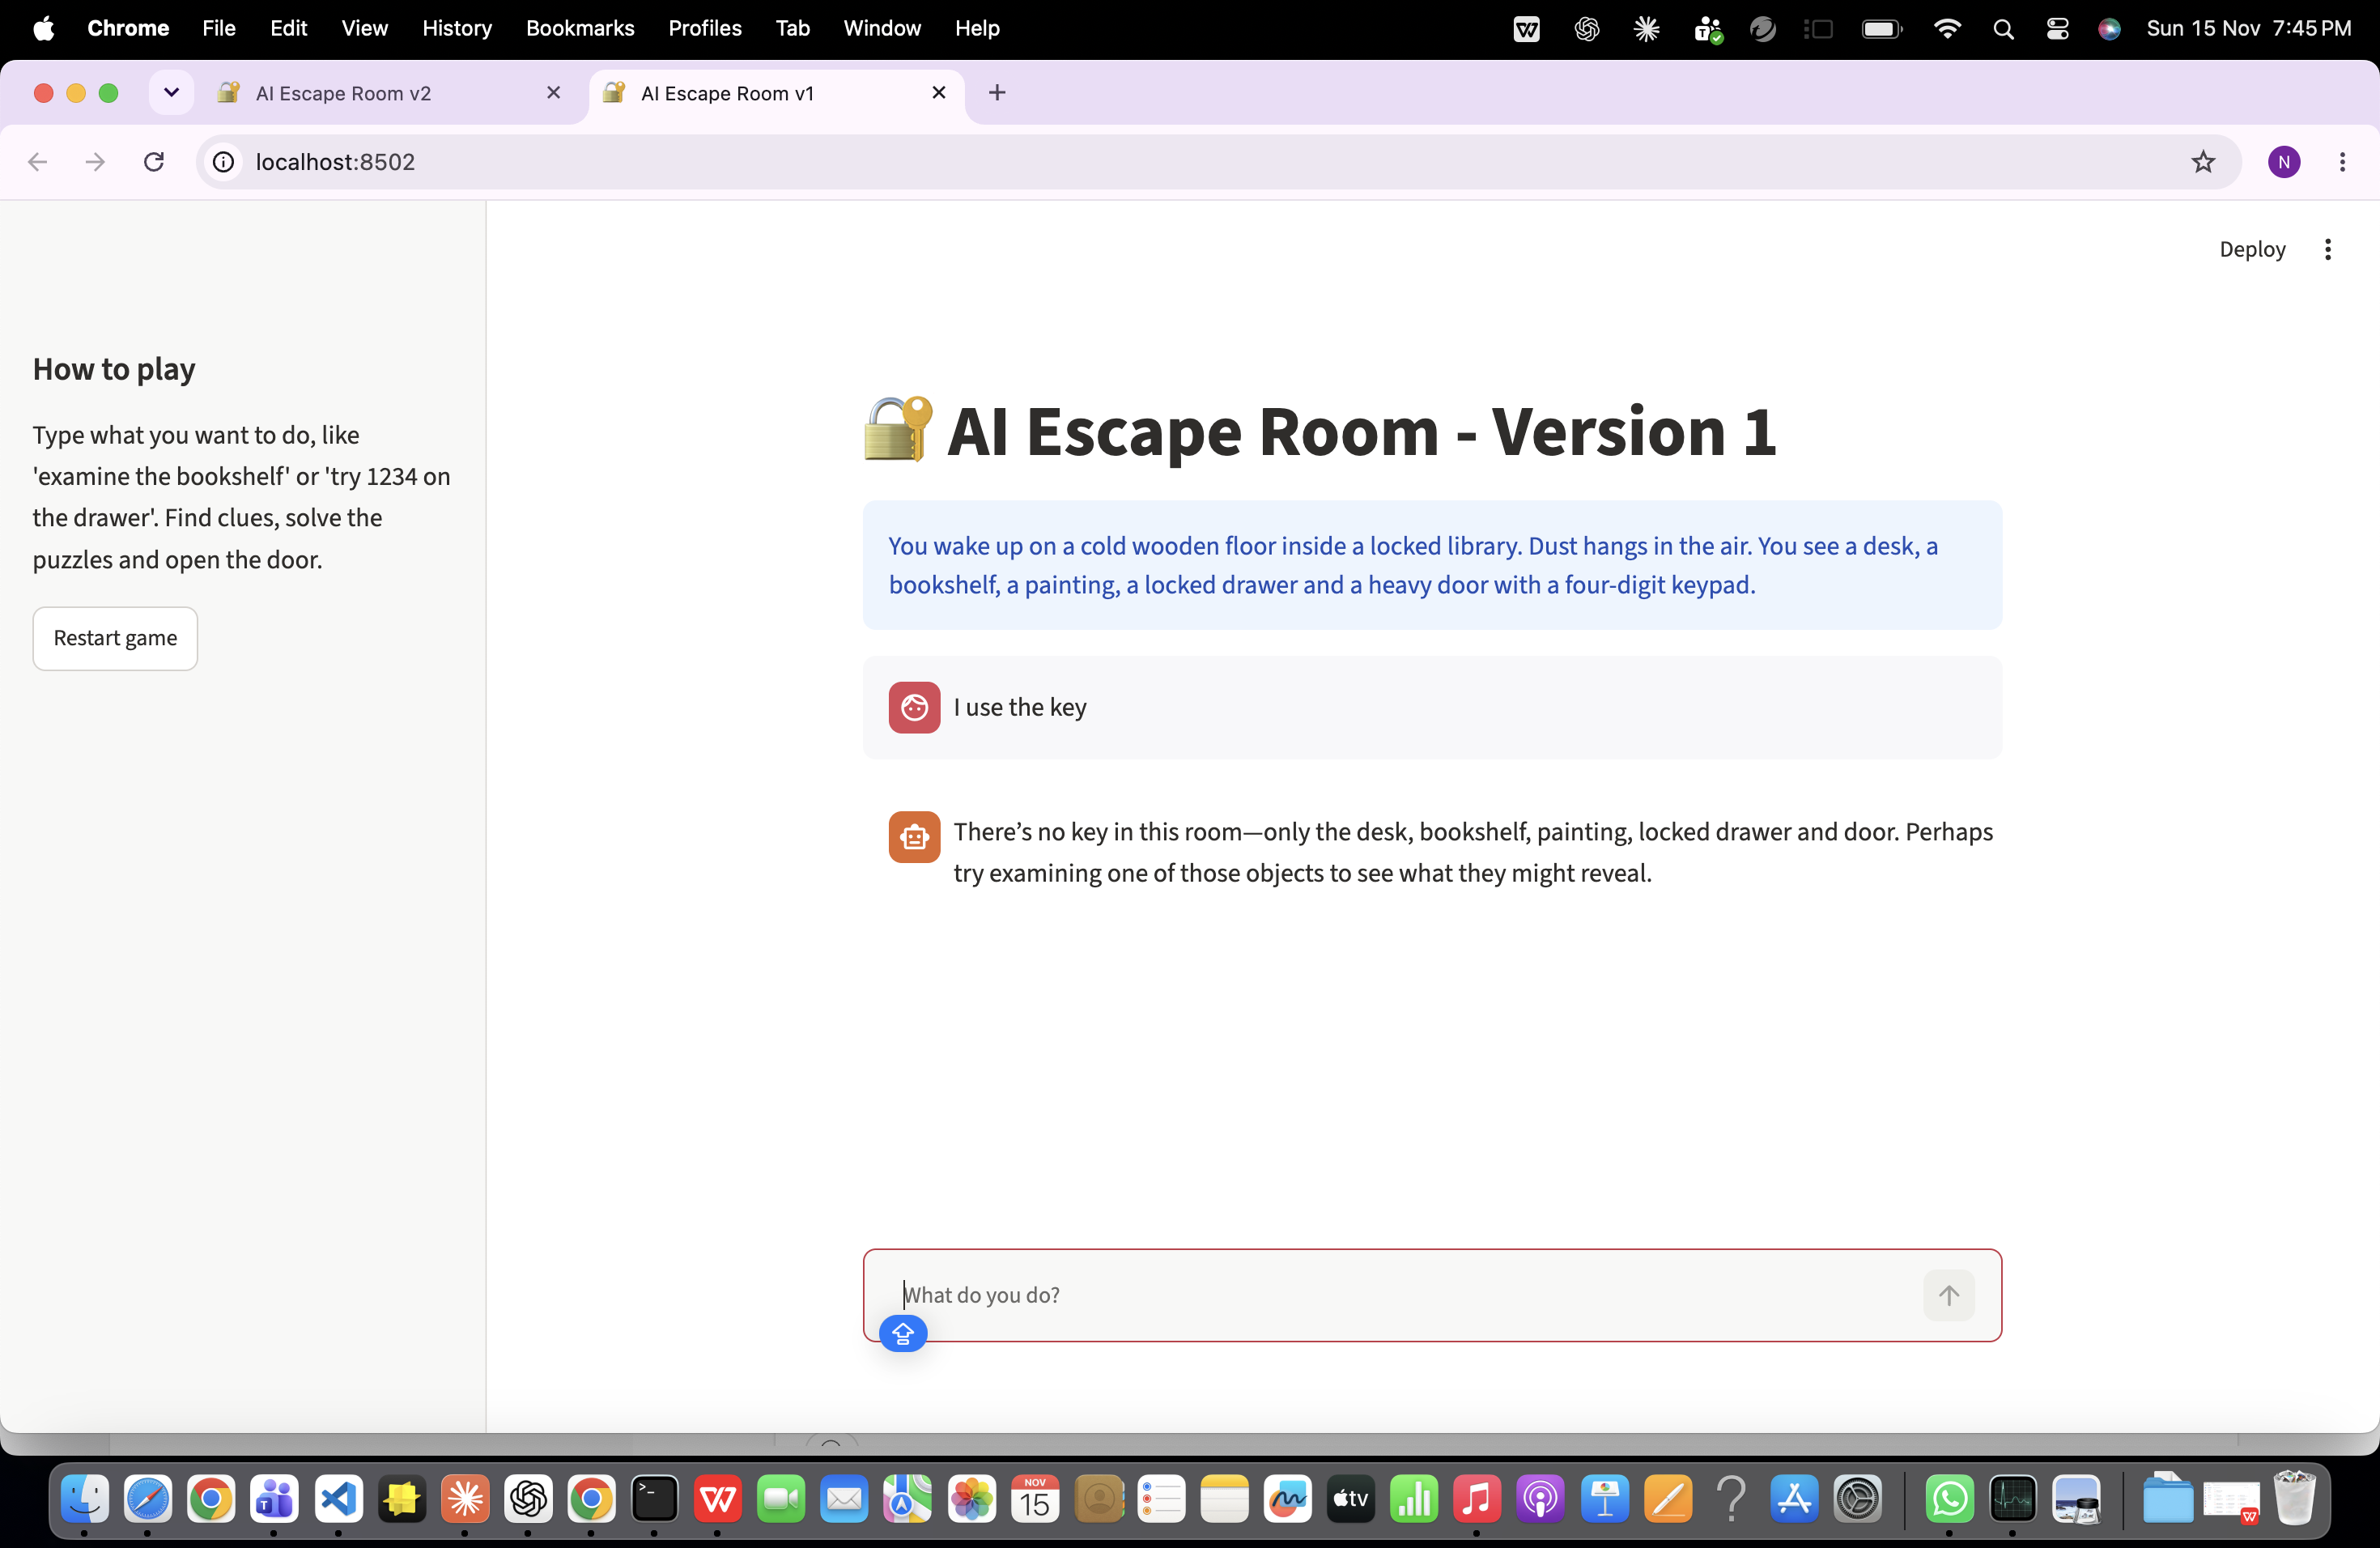 Chrome File Edit View History Bookmarks Profiles Tab Window Help Sun 15 Nov 7:45 PM
AI Escape Room v2
AI Escape Room v1
localhost:8502
N
Deploy
How to play
Type what you want to do, like
'examine the bookshelf' or 'try 1234 on
the drawer'. Find clues, solve the
puzzles and open the door.
Restart game
AI Escape Room - Version 1
You wake up on a cold wooden floor inside a locked library. Dust hangs in the air. You see a desk, a
bookshelf, a painting, a locked drawer and a heavy door with a four-digit keypad.
I use the key
There’s no key in this room—only the desk, bookshelf, painting, locked drawer and door. Perhaps
try examining one of those objects to see what they might reveal.
What do you do?
NOV
15
tv